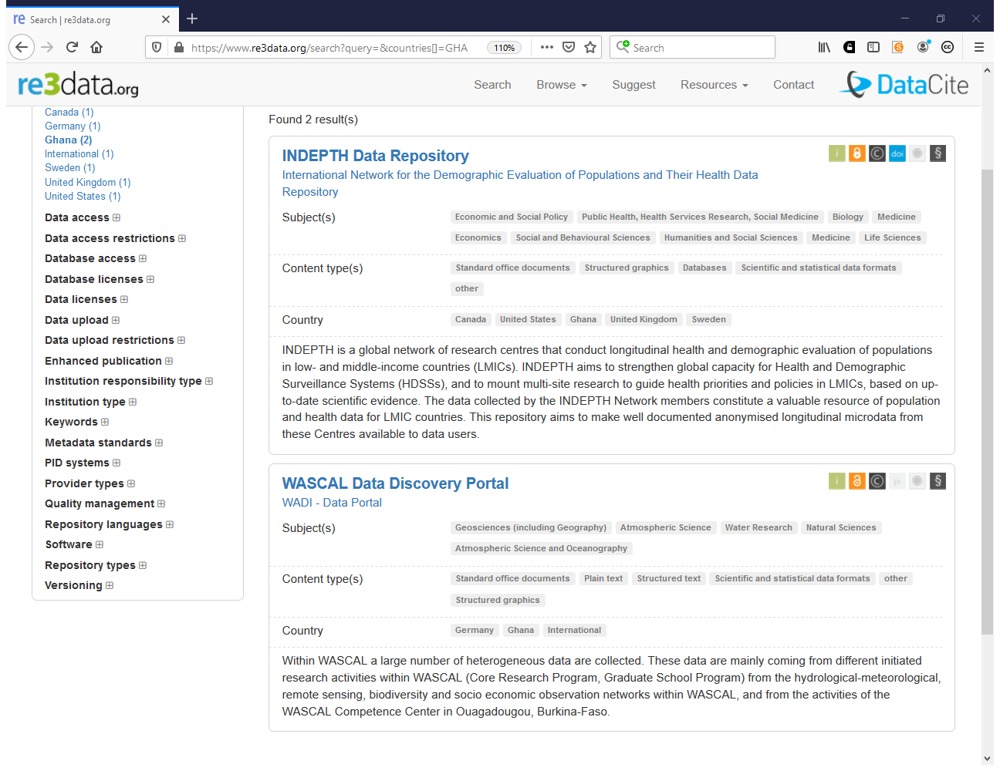 re Search | re3data.org
https://www.re3data.org/search?query=&countries[]=GHA 110% Search
re3data.org Search Browse Suggest Resources Contact DataCite
Canada (1)
Germany (1)
Ghana (2)
International (1)
Sweden (1)
United Kingdom (1)
United States (1)
Data access
Data access restrictions
Database access
Database licenses
Data licenses
Data upload
Data upload restrictions
Enhanced publication
Institution responsibility type
Institution type
Keywords
Metadata standards
PID systems
Provider types
Quality management
Repository languages
Software
Repository types
Versioning
Found 2 result(s)
INDEPTH Data Repository i © doi §
International Network for the Demographic Evaluation of Populations and Their Health Data
Repository
Subject(s) Economic and Social Policy Public Health, Health Services Research, Social Medicine Biology Medicine
Economics Social and Behavioural Sciences Humanities and Social Sciences Medicine Life Sciences
Content type(s) Standard office documents Structured graphics Databases Scientific and statistical data formats
other
Country Canada United States Ghana United Kingdom Sweden
INDEPTH is a global network of research centres that conduct longitudinal health and demographic evaluation of populations
in low- and middle-income countries (LMICs). INDEPTH aims to strengthen global capacity for Health and Demographic
Surveillance Systems (HDSSs), and to mount multi-site research to guide health priorities and policies in LMICs, based on up-
to-date scientific evidence. The data collected by the INDEPTH Network members constitute a valuable resource of population
and health data for LMIC countries. This repository aims to make well documented anonymised longitudinal microdata from
these Centres available to data users.
WASCAL Data Discovery Portal i © pi §
WADI - Data Portal
Subject(s) Geosciences (including Geography) Atmospheric Science Water Research Natural Sciences
Atmospheric Science and Oceanography
Content type(s) Standard office documents Plain text Structured text Scientific and statistical data formats other
Structured graphics
Country Germany Ghana International
Within WASCAL a large number of heterogeneous data are collected. These data are mainly coming from different initiated
research activities within WASCAL (Core Research Program, Graduate School Program) from the hydrological-meteorological,
remote sensing, biodiversity and socio economic observation networks within WASCAL, and from the activities of the
WASCAL Competence Center in Ouagadougou, Burkina-Faso.